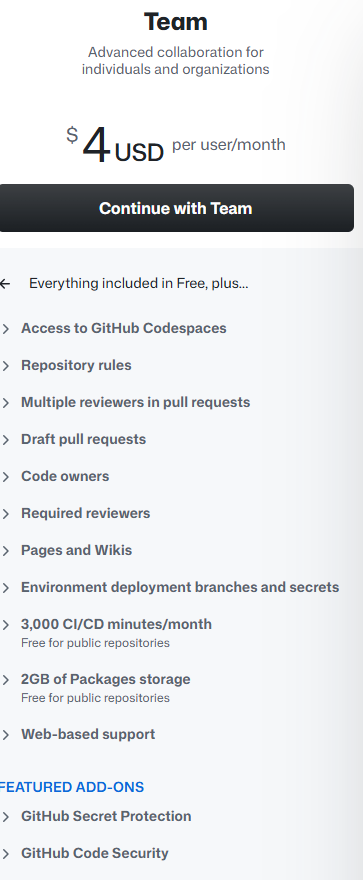 Team
Advanced collaboration for
individuals and organizations
$4 USD per user/month
Continue with Team
Everything included in Free, plus...
Access to GitHub Codespaces
Repository rules
Multiple reviewers in pull requests
Draft pull requests
Code owners
Required reviewers
Pages and Wikis
Environment deployment branches and secrets
3,000 CI/CD minutes/month
Free for public repositories
2GB of Packages storage
Free for public repositories
Web-based support
FEATURED ADD-ONS
GitHub Secret Protection
GitHub Code Security